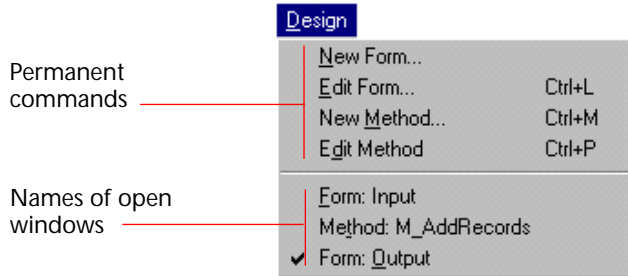 Design
New Form...
Permanent commands
Edit Form... Ctrl+L
New Method... Ctrl+M
Edit Method Ctrl+P
Names of open windows
Form: Input
Method: M_AddRecords
✔ Form: Output